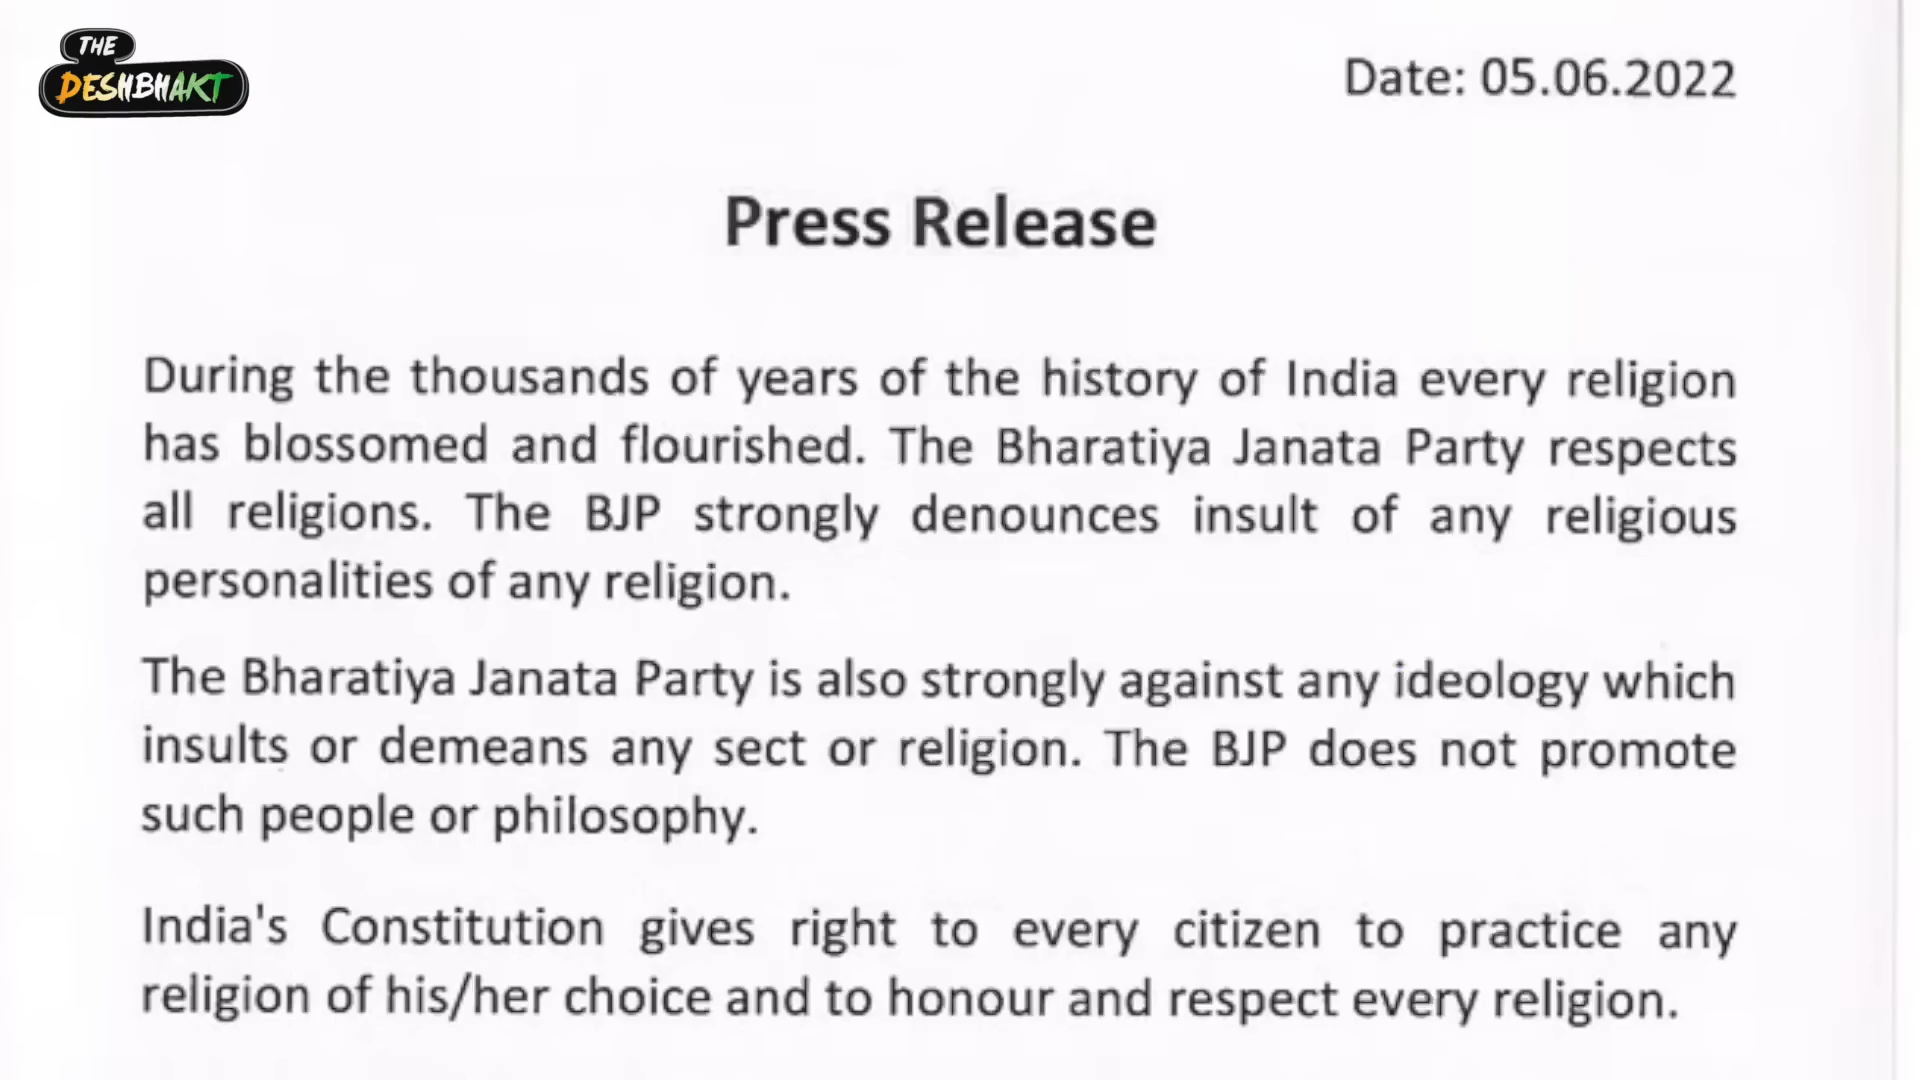 THE
DESHBHAKT
Date: 05.06.2022
Press Release
During the thousands of years of the history of India every religion
has blossomed and flourished. The Bharatiya Janata Party respects
all religions. The BJP strongly denounces insult of any religious
personalities of any religion.
The Bharatiya Janata Party is also strongly against any ideology which
insults or demeans any sect or religion. The BJP does not promote
such people or philosophy.
India's Constitution gives right to every citizen to practice any
religion of his/her choice and to honour and respect every religion.